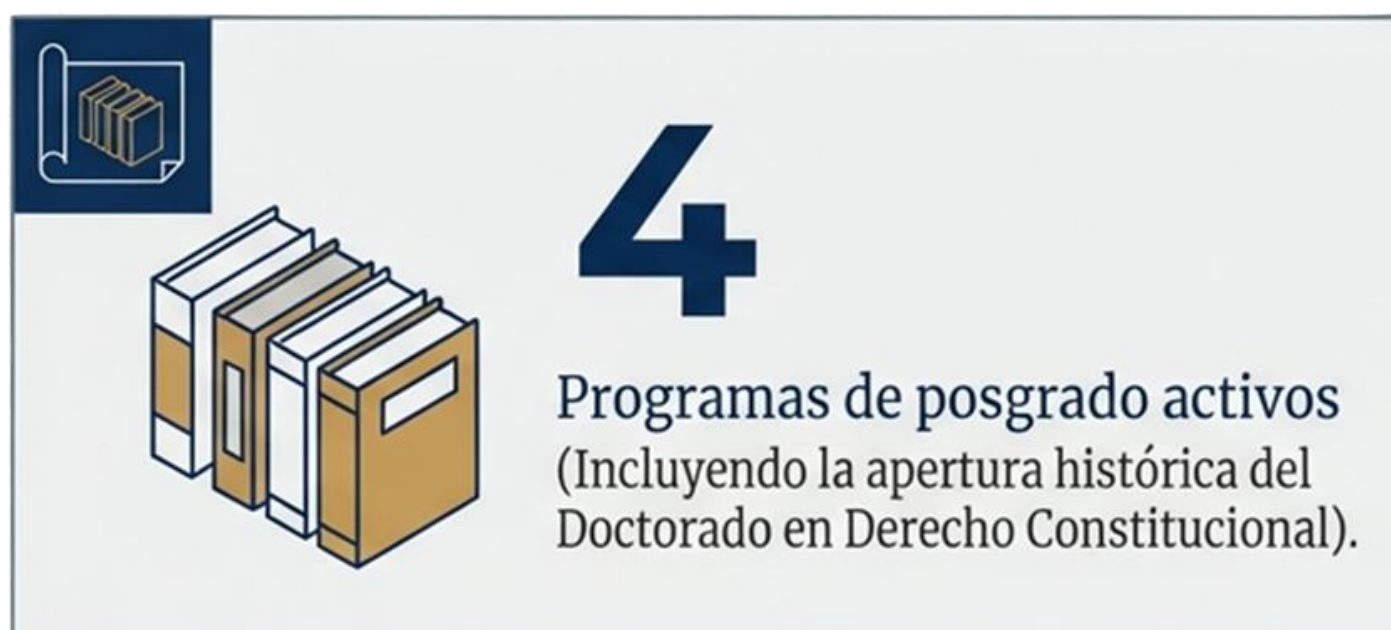 4
Programas de posgrado activos
(Incluyendo la apertura histórica del
Doctorado en Derecho Constitucional).